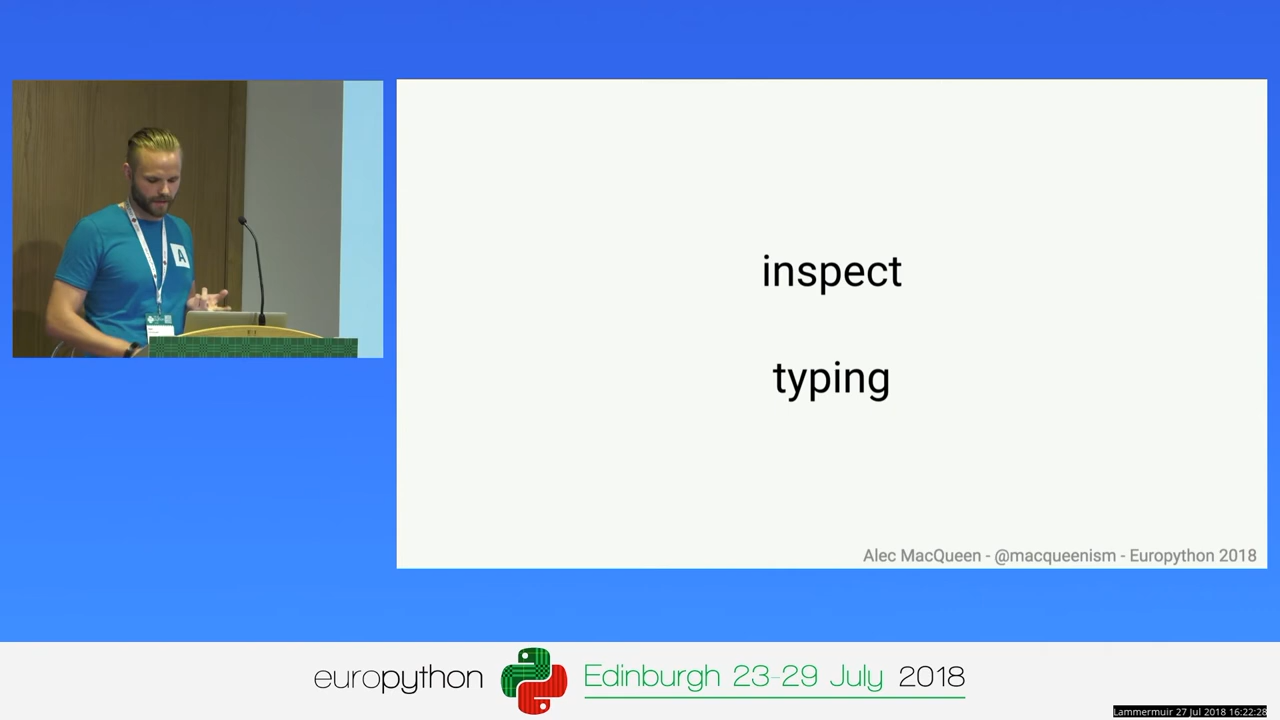 A
inspect
typing
Alec MacQueen - @macqueenism - Europython 2018
europython
Edinburgh 23-29 July 2018
Lammermuir 27 Jul 2018 16:22:28